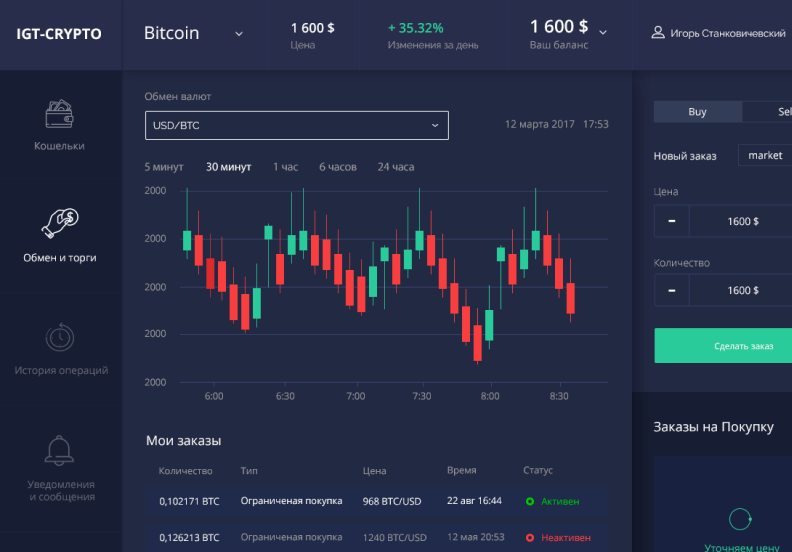 IGT-CRYPTO
Bitcoin
1 600 $
Цена
+ 35.32%
Изменения за день
1 600 $
Ваш баланс
Игорь Станковичевский
Кошельки
Обмен и торги
История операций
Уведомления
и сообщения
Обмен валют
USD/BTC
12 марта 2017 17:53
5 минут 30 минут 1 час 6 часов 24 часа
2000
2000
2000
2000
2000
6:00 6:30 7:00 7:30 8:00 8:30
Мои заказы
Количество Тип Цена Время Статус
0,102171 BTC Ограниченая покупка 968 BTC/USD 22 авг 16:44 Активен
0,126213 BTC Ограниченая покупка 1240 BTC/USD 12 мая 20:53 Неактивен
Buy Sel
Новый заказ market
Цена
– 1600 $
Количество
– 1600 $
Сделать заказ
Заказы на Покупку
Уточняем цену